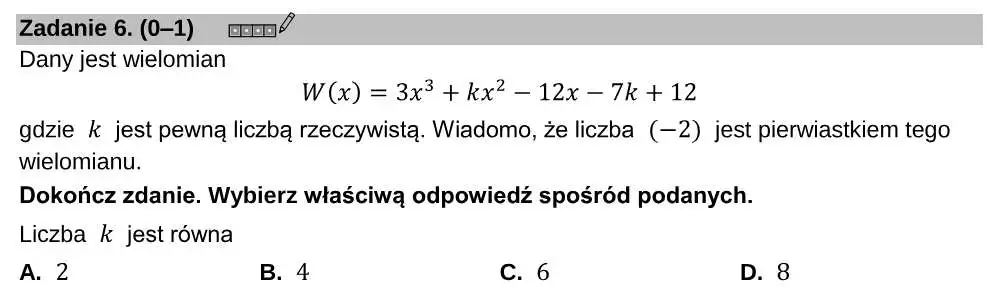 Zadanie 6. (0–1)
Dany jest wielomian
W(x) = 3x³ + kx² − 12x − 7k + 12
gdzie k jest pewną liczbą rzeczywistą. Wiadomo, że liczba (−2) jest pierwiastkiem tego
wielomianu.
Dokończ zdanie. Wybierz właściwą odpowiedź spośród podanych.
Liczba k jest równa
A. 2 B. 4 C. 6 D. 8